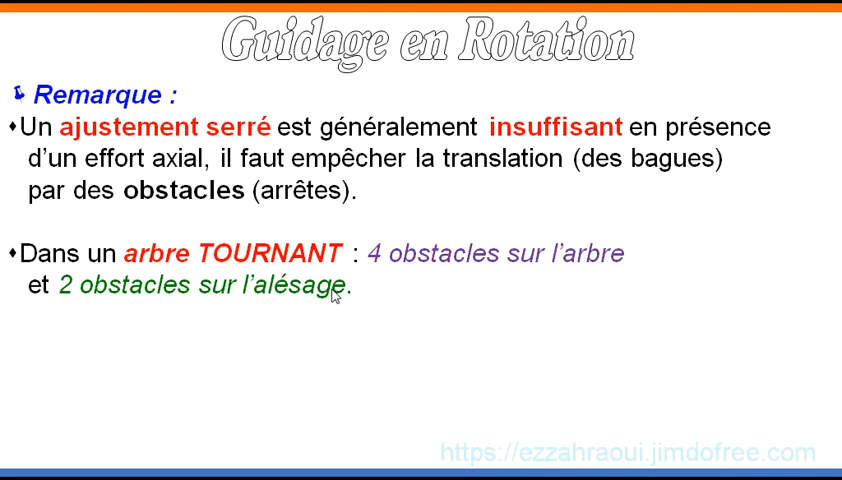 Guidage en Rotation
Remarque :
Un ajustement serré est généralement insuffisant en présence
d'un effort axial, il faut empêcher la translation (des bagues)
par des obstacles (arrêtes).
Dans un arbre TOURNANT : 4 obstacles sur l'arbre
et 2 obstacles sur l'alésage.
https://ezzahraoui.jimdofree.com